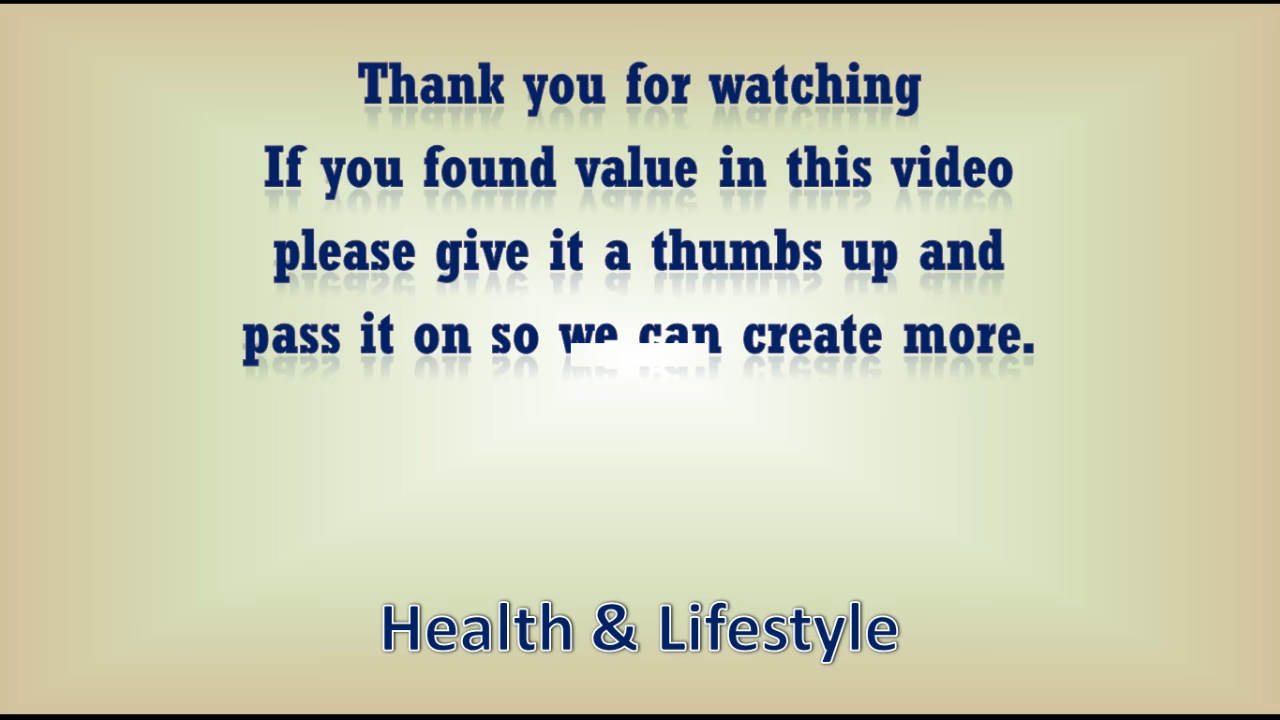 Thank you for watching
If you found value in this video
please give it a thumbs up and
pass it on so we can create more.
Health & Lifestyle